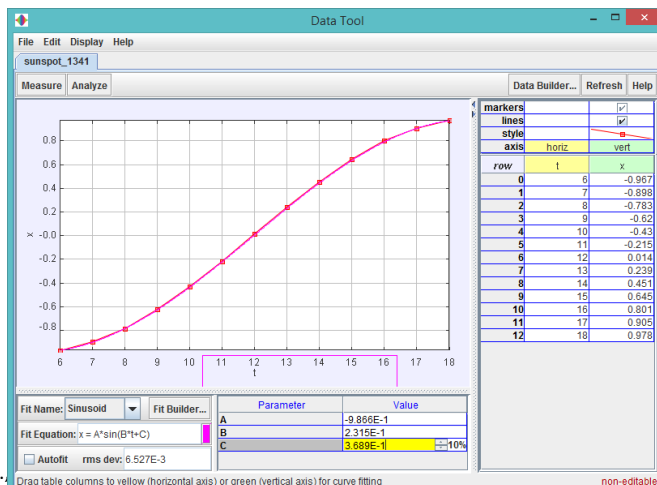 Data Tool
File Edit Display Help
sunspot_1341
Measure Analyze Data Builder... Refresh Help
markers
lines
style
axis horiz vert
row t x
0 6 -0.967
1 7 -0.898
2 8 -0.783
3 9 -0.62
4 10 -0.43
5 11 -0.215
6 12 0.014
7 13 0.239
8 14 0.451
9 15 0.645
10 16 0.801
11 17 0.905
12 18 0.978
0.8
0.6
0.4
0.2
x -0.0
-0.2
-0.4
-0.6
-0.8
6 7 8 9 10 11 12 13 14 15 16 17 18
t
Fit Name: Sinusoid Fit Builder...
Fit Equation: x = A*sin(B*t+C)
Autofit rms dev: 6.527E-3
Parameter Value
A -9.866E-1
B 2.315E-1
C 3.689E-1 10%
Drag table columns to yellow (horizontal axis) or green (vertical axis) for curve fitting non-editable